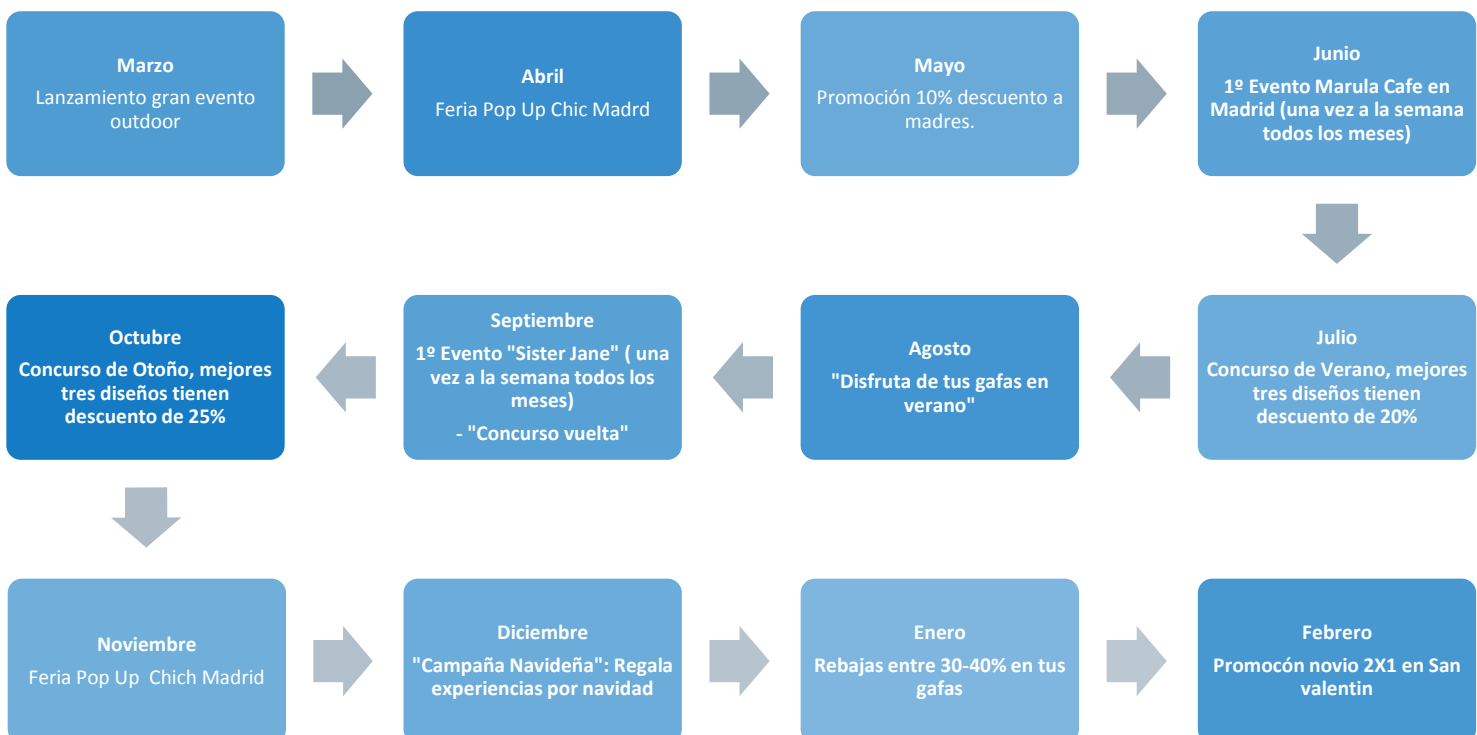 Marzo
Lanzamiento gran evento
outdoor
Abril
Feria Pop Up Chic Madrd
Mayo
Promoción 10% descuento a
madres.
Junio
1º Evento Marula Cafe en
Madrid (una vez a la semana
todos los meses)
Julio
Concurso de Verano, mejores
tres diseños tienen
descuento de 20%
Agosto
"Disfruta de tus gafas en
verano"
Septiembre
1º Evento "Sister Jane" ( una
vez a la semana todos los
meses)
- "Concurso vuelta"
Octubre
Concurso de Otoño, mejores
tres diseños tienen
descuento de 25%
Noviembre
Feria Pop Up  Chich Madrid
Diciembre
"Campaña Navideña": Regala
experiencias por navidad
Enero
Rebajas entre 30-40% en tus
gafas
Febrero
Promocón novio 2X1 en San
valentin